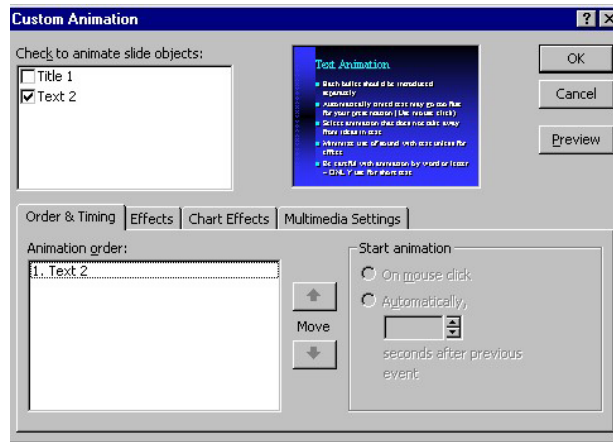 Custom Animation
Check to animate slide objects:
Title 1
Text 2
Text Animation
Each bullet should be introduced
separately
Automatically timed text may go too fast
for your presentation (Use mouse click)
Select animation that does not take away
from ideas in text
Minimize use of sound with text unless for
effect
Be careful with animation by word or letter
– ONLY use for short text
OK
Cancel
Preview
Order & Timing
Effects
Chart Effects
Multimedia Settings
Animation order:
1. Text 2
Move
Start animation
On mouse click
Automatically,
seconds after previous
event